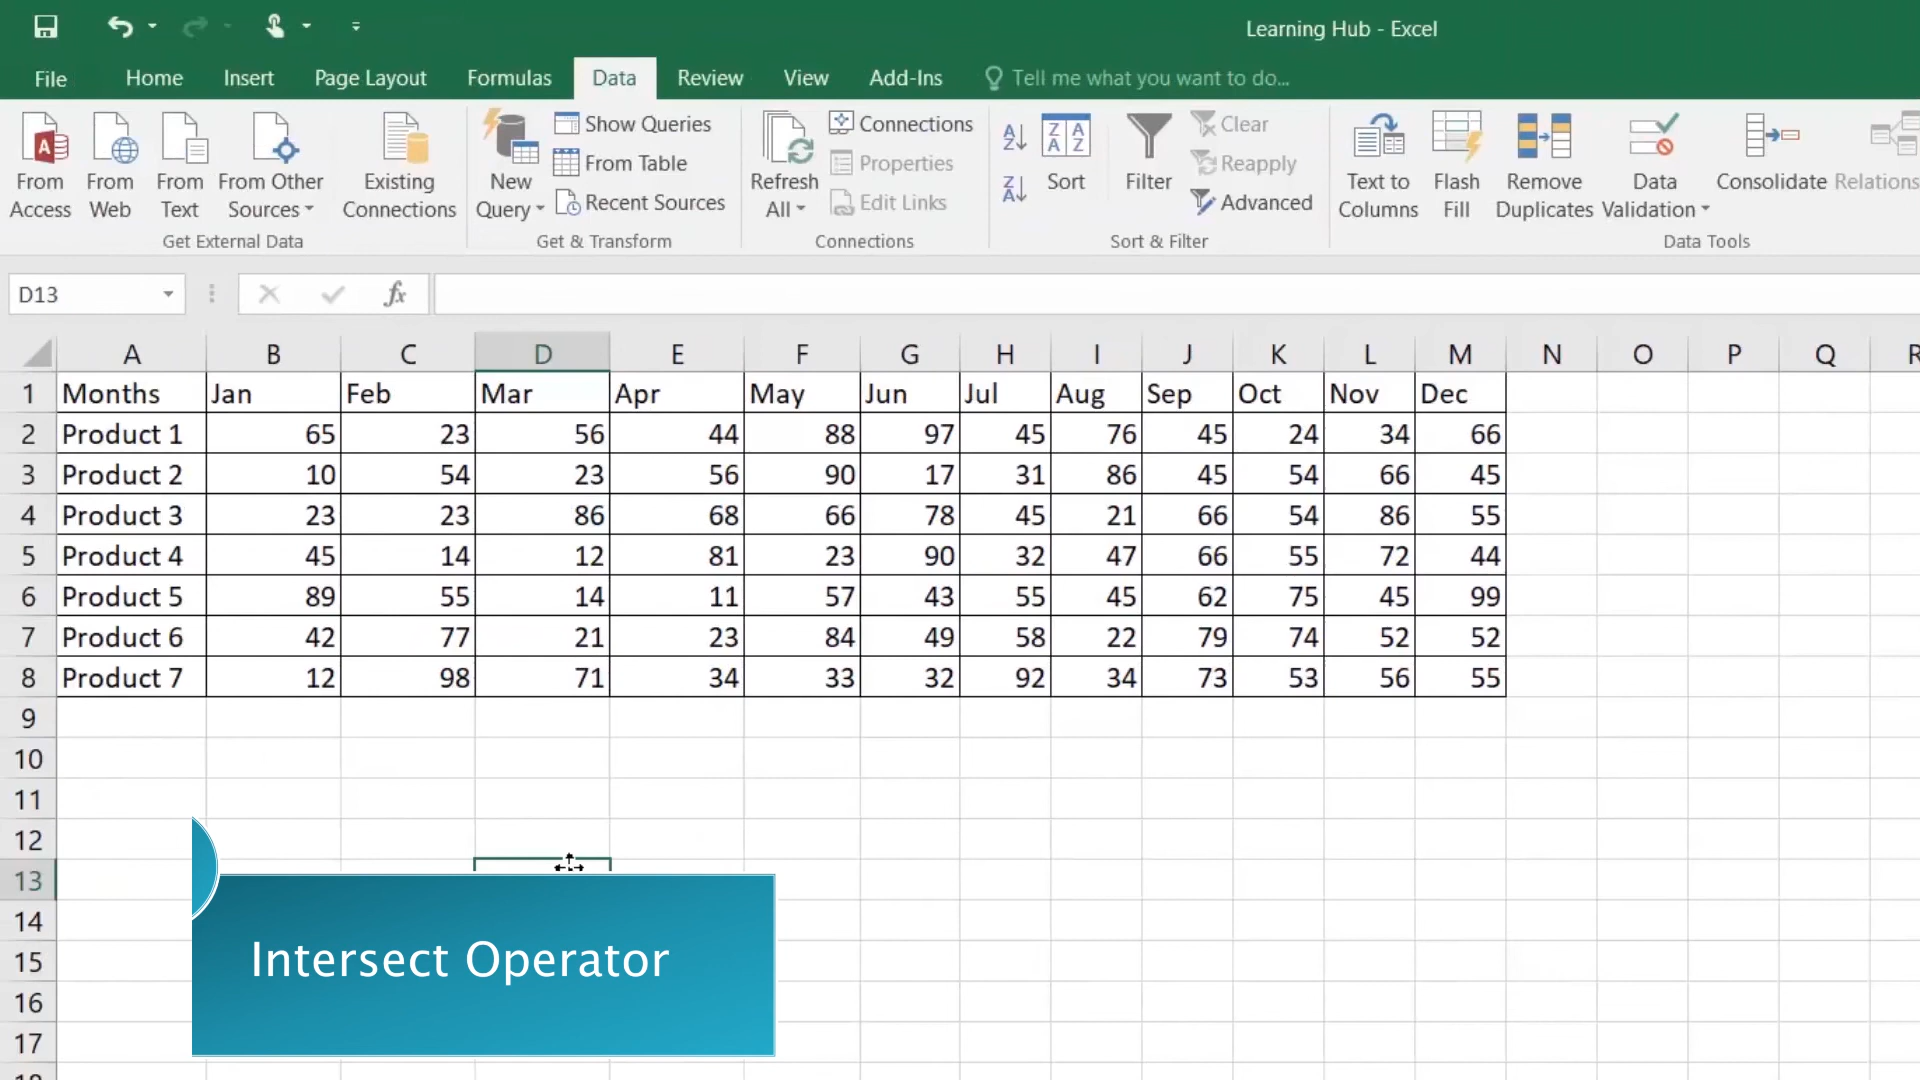 Learning Hub - Excel
File Home Insert Page Layout Formulas Data Review View Add-Ins Tell me what you want to do...
From Access
From Web
From Text
From Other Sources
Existing Connections
Get External Data
New Query
Show Queries
From Table
Recent Sources
Get & Transform
Refresh All
Connections
Properties
Edit Links
Connections
Sort
Filter
Clear
Reapply
Advanced
Sort & Filter
Text to Columns
Flash Fill
Remove Duplicates
Data Validation
Consolidate
Relations
Data Tools
D13 fx
A B C D E F G H I J K L M N O P Q R
1 Months Jan Feb Mar Apr May Jun Jul Aug Sep Oct Nov Dec
2 Product 1 65 23 56 44 88 97 45 76 45 24 34 66
3 Product 2 10 54 23 56 90 17 31 86 45 54 66 45
4 Product 3 23 23 86 68 66 78 45 21 66 54 86 55
5 Product 4 45 14 12 81 23 90 32 47 66 55 72 44
6 Product 5 89 55 14 11 57 43 55 45 62 75 45 99
7 Product 6 42 77 21 23 84 49 58 22 79 74 52 52
8 Product 7 12 98 71 34 33 32 92 34 73 53 56 55
9
10
11
12
13
14
15
16
17
Intersect Operator